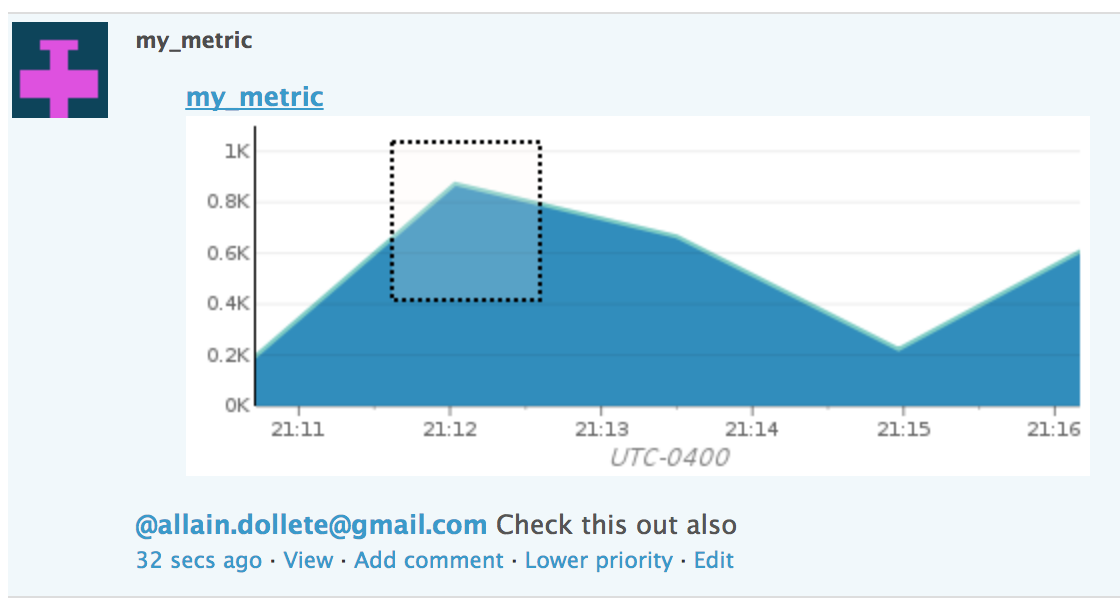 my_metric
my_metric
1K
0.8K
0.6K
0.4K
0.2K
0K
21:11 21:12 21:13 21:14 21:15 21:16
UTC-0400
@allain.dollete@gmail.com Check this out also
32 secs ago · View · Add comment · Lower priority · Edit